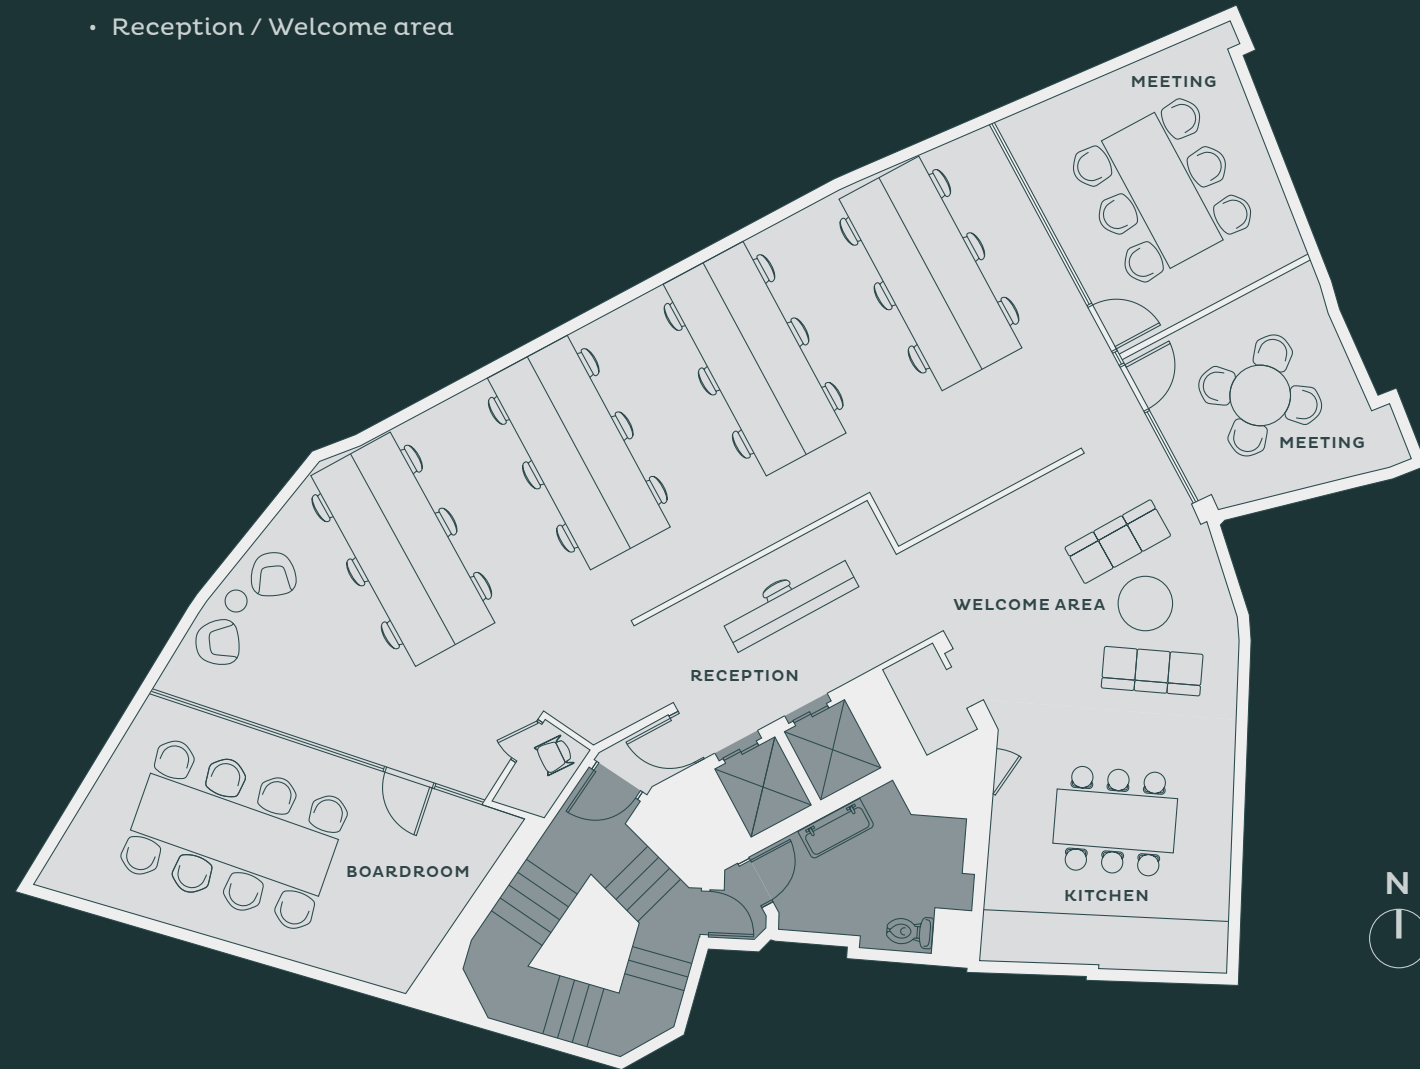 • Reception / Welcome area
MEETING
MEETING
WELCOME AREA
RECEPTION
BOARDROOM
KITCHEN
N